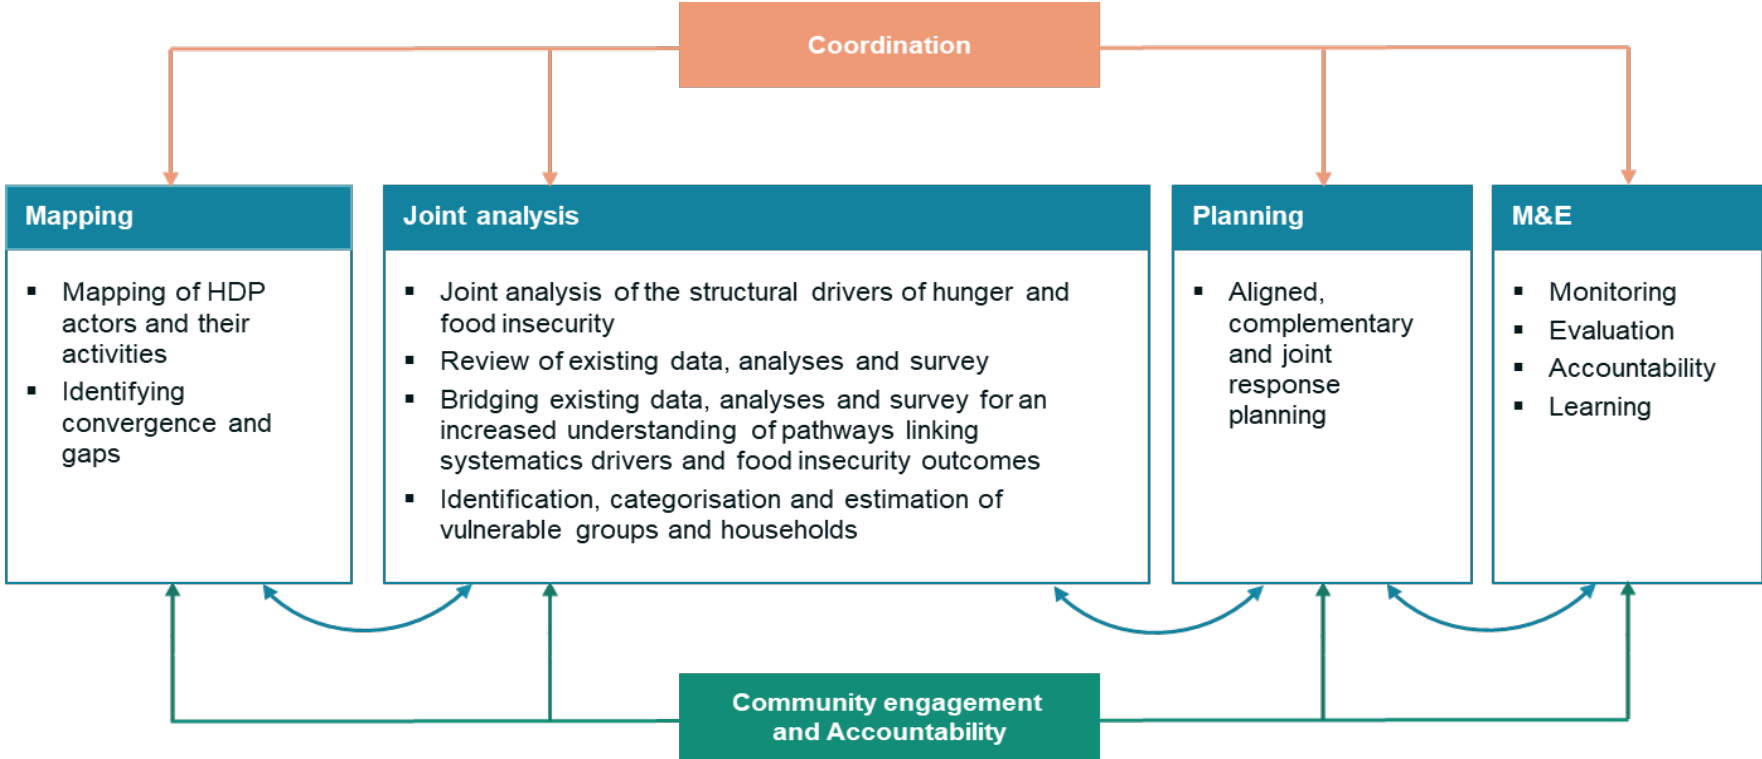 Coordination
Mapping
▪ Mapping of HDP
actors and their
activities
▪ Identifying
convergence and
gaps
Joint analysis
▪ Joint analysis of the structural drivers of hunger and
food insecurity
▪ Review of existing data, analyses and survey
▪ Bridging existing data, analyses and survey for an
increased understanding of pathways linking
systematics drivers and food insecurity outcomes
▪ Identification, categorisation and estimation of
vulnerable groups and households
Planning
▪ Aligned,
complementary
and joint
response
planning
M&E
▪ Monitoring
▪ Evaluation
▪ Accountability
▪ Learning
Community engagement
and Accountability